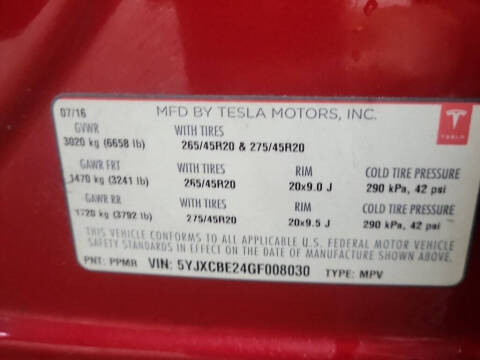 07/16
MFD BY TESLA MOTORS, INC.
GVWR WITH TIRES
3020 kg (6658 lb) 265/45R20 & 275/45R20
TESLA
GAWR FRT WITH TIRES RIM COLD TIRE PRESSURE
1470 kg (3241 lb) 265/45R20 20x9.0 J 290 kPa, 42 psi
GAWR RR WITH TIRES RIM COLD TIRE PRESSURE
1720 kg (3792 lb) 275/45R20 20x9.5 J 290 kPa, 42 psi
THIS VEHICLE CONFORMS TO ALL APPLICABLE U.S. FEDERAL MOTOR VEHICLE
SAFETY STANDARDS IN EFFECT ON THE DATE OF MANUFACTURE SHOWN ABOVE.
PNT: PPMR VIN: 5YJXCBE24GF008030 TYPE: MPV